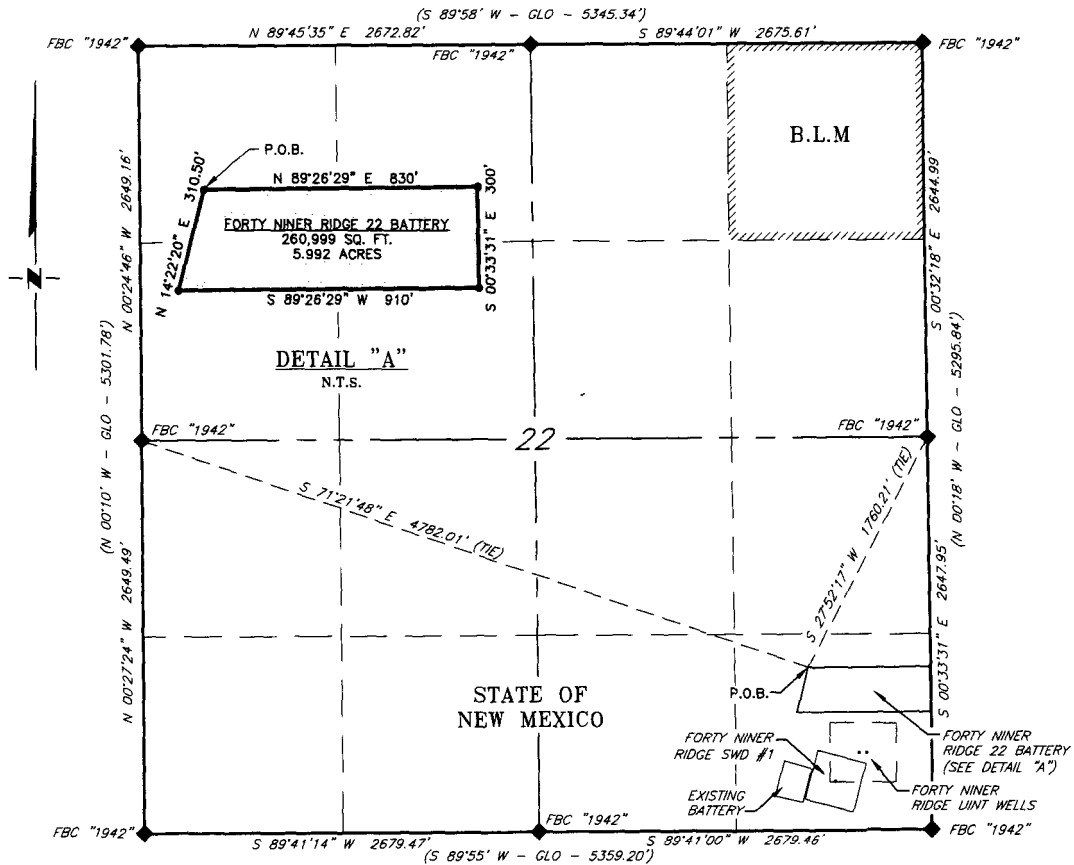 (S 89°58' W - GLO - 5345.34')
N 89°45'35" E 2672.82'
S 89°44'01" W 2675.61'
FBC "1942"
FBC "1942"
FBC "1942"
B.L.M
P.O.B.
N 89°26'29" E 830'
N 14°22'20" E 310.50'
S 00°33'31" E 300'
FORTY NINER RIDGE 22 BATTERY
260,999 SQ. FT.
5.992 ACRES
S 89°26'29" W 910'
N 00°24'46" W 2649.16'
S 00°32'18" E 2644.99'
N
DETAIL "A"
N.T.S.
(N 00°10' W - GLO - 5301.78')
(N 00°18' W - GLO - 5295.84')
FBC "1942"
22
FBC "1942"
S 71°21'48" E 4782.01' (TIE)
S 27°52'17" W 1760.21' (TIE)
N 00°27'24" W 2649.49'
S 00°33'31" E 2647.95'
STATE OF
NEW MEXICO
P.O.B.
FORTY NINER
RIDGE SWD #1
FORTY NINER
RIDGE 22 BATTERY
(SEE DETAIL "A")
EXISTING
BATTERY
FORTY NINER
RIDGE UINT WELLS
FBC "1942"
FBC "1942"
FBC "1942"
S 89°41'14" W 2679.47'
S 89°41'00" W 2679.46'
(S 89°55' W - GLO - 5359.20')